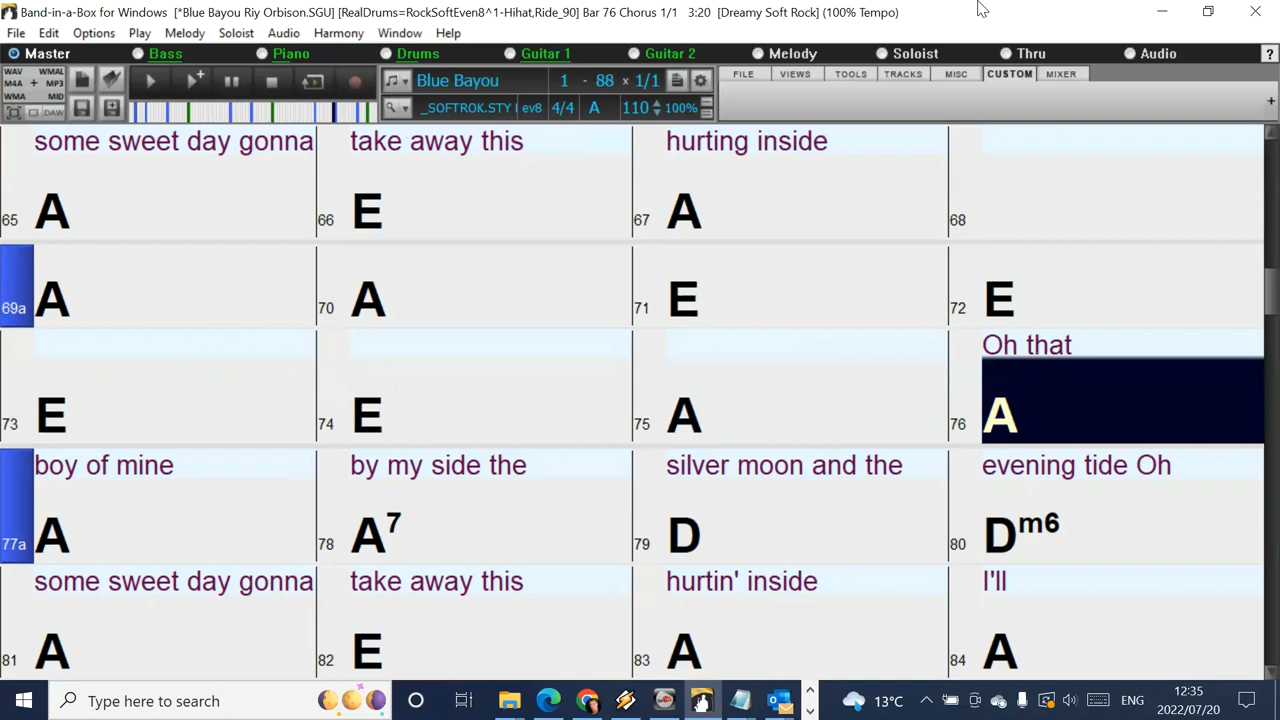 Band-in-a-Box for Windows [*Blue Bayou Riy Orbison.SGU] [RealDrums=RockSoftEven8^1-Hihat,Ride_90] Bar 76 Chorus 1/1 3:20 [Dreamy Soft Rock] (100% Tempo)
File Edit Options Play Melody Soloist Audio Harmony Window Help
Master Bass Piano Drums Guitar 1 Guitar 2 Melody Soloist Thru Audio ?
WAV WMAL
M4A + MP3
WMA MID
DAW
Blue Bayou 1 - 88 x 1/1
_SOFTROK.STY ev8 4/4 A 110 100%
FILE VIEWS TOOLS TRACKS MISC CUSTOM MIXER
+
some sweet day gonna take away this hurting inside
65 A 66 E 67 A 68
69a A 70 A 71 E 72 E
Oh that
73 E 74 E 75 A 76 A
boy of mine by my side the silver moon and the evening tide Oh
77a A 78 A7 79 D 80 Dm6
some sweet day gonna take away this hurtin' inside I'll
81 A 82 E 83 A 84 A
Type here to search
13°C ENG 12:35
2022/07/20